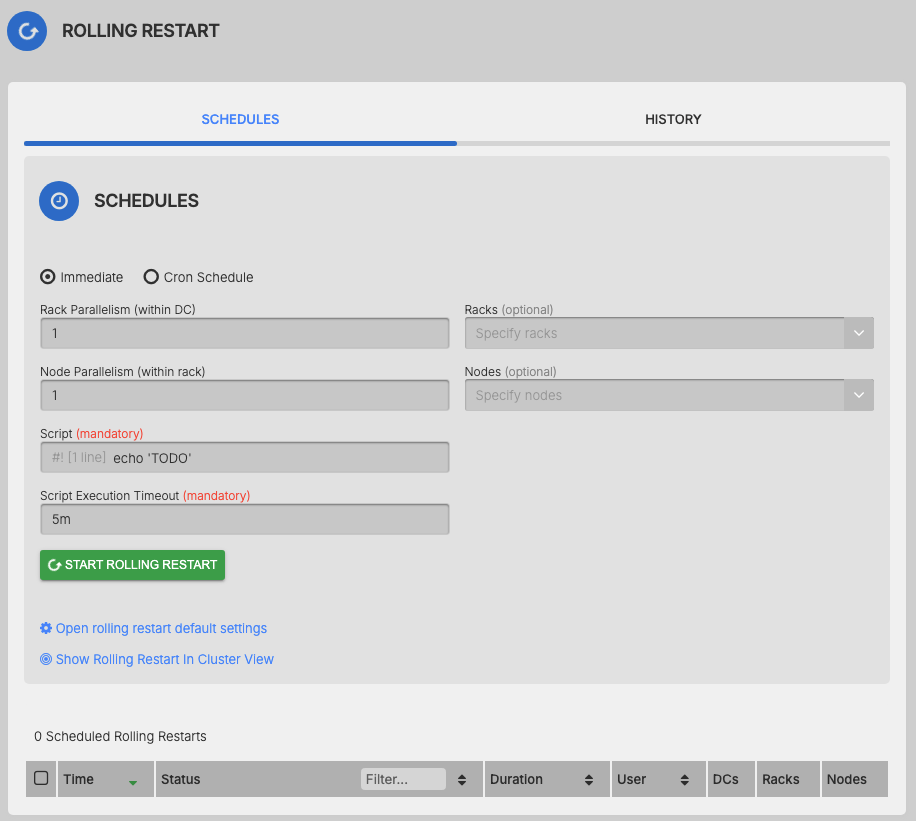 ROLLING RESTART
SCHEDULES HISTORY
SCHEDULES
Immediate Cron Schedule
Rack Parallelism (within DC) Racks (optional)
1 Specify racks
Node Parallelism (within rack) Nodes (optional)
1 Specify nodes
Script (mandatory)
#! [1 line] echo 'TODO'
Script Execution Timeout (mandatory)
5m
START ROLLING RESTART
Open rolling restart default settings
Show Rolling Restart In Cluster View
0 Scheduled Rolling Restarts
Time Status Filter... Duration User DCs Racks Nodes